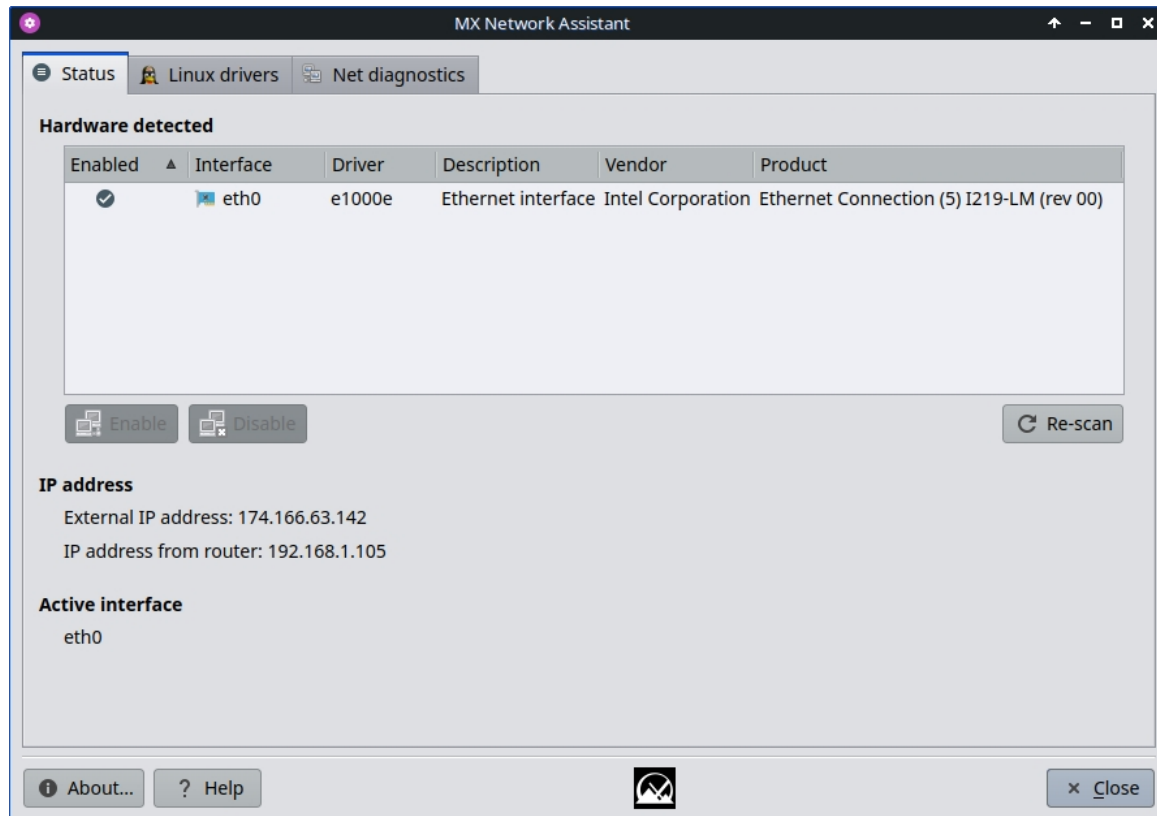 MX Network Assistant
Status Linux drivers Net diagnostics
Hardware detected
Enabled Interface Driver Description Vendor Product
eth0 e1000e Ethernet interface Intel Corporation Ethernet Connection (5) I219-LM (rev 00)
Enable Disable Re-scan
IP address
External IP address: 174.166.63.142
IP address from router: 192.168.1.105
Active interface
eth0
About... ? Help Close